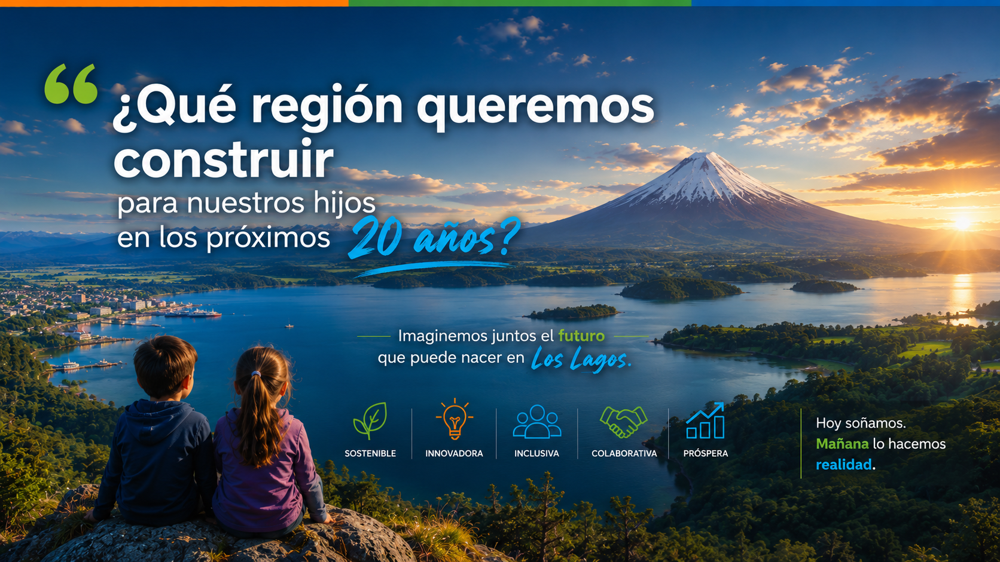 “
¿Qué región queremos
construir
para nuestros hijos
en los próximos 20 años?
Imaginemos juntos el futuro
que puede nacer en Los Lagos.
SOSTENIBLE
INNOVADORA
INCLUSIVA
COLABORATIVA
PRÓSPERA
Hoy soñamos.
Mañana lo hacemos
realidad.